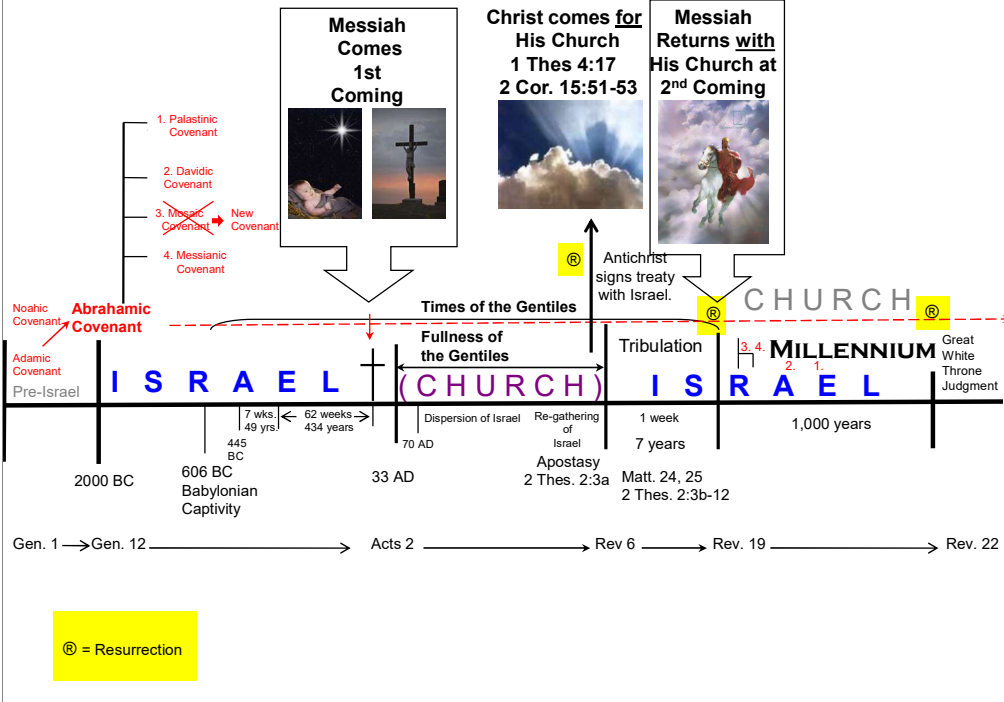 Messiah
Comes
1st
Coming
Christ comes for
His Church
1 Thes 4:17
2 Cor. 15:51-53
Messiah
Returns with
His Church at
2nd Coming
1. Palastinic
Covenant
2. Davidic
Covenant
3. Mosaic
Covenant
New
Covenant
4. Messianic
Covenant
Noahic
Covenant
Abrahamic
Covenant
Adamic
Covenant
Pre-Israel
ISRAEL
®
Antichrist
signs treaty
with Israel.
Times of the Gentiles
®
CHURCH
®
Fullness of
the Gentiles
(CHURCH)
Tribulation
3. 4.
MILLENNIUM
2.
1.
ISRAEL
Great
White
Throne
Judgment
7 wks.
49 yrs.
62 weeks
434 years
445
BC
70 AD
Dispersion of Israel
Re-gathering
of
Israel
1 week
7 years
1,000 years
2000 BC
606 BC
Babylonian
Captivity
33 AD
Apostasy
2 Thes. 2:3a
Matt. 24, 25
2 Thes. 2:3b-12
Gen. 1
Gen. 12
Acts 2
Rev 6
Rev. 19
Rev. 22
® = Resurrection